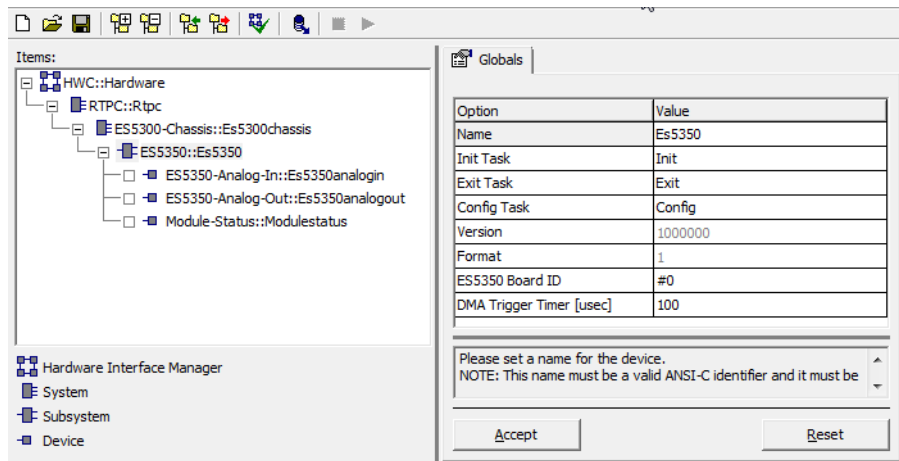 Items:
HWC::Hardware
RTPC::Rtpc
ES5300-Chassis::Es5300chassis
ES5350::Es5350
ES5350-Analog-In::Es5350analogin
ES5350-Analog-Out::Es5350analogout
Module-Status::Modulestatus
Hardware Interface Manager
System
Subsystem
Device
Globals
Option Value
Name Es5350
Init Task Init
Exit Task Exit
Config Task Config
Version 1000000
Format 1
ES5350 Board ID #0
DMA Trigger Timer [usec] 100
Please set a name for the device.
NOTE: This name must be a valid ANSI-C identifier and it must be
Accept Reset